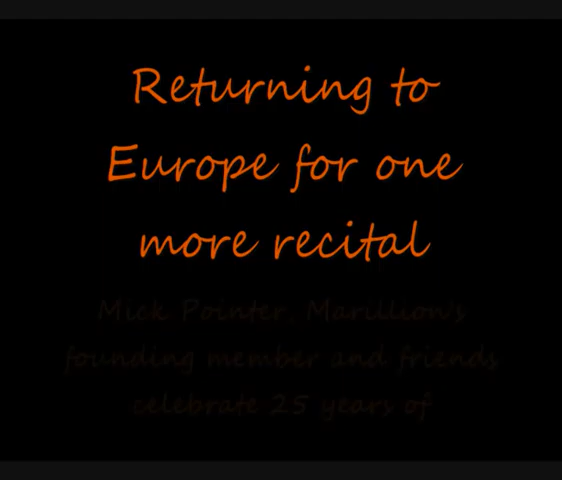 Returning to
Europe for one
more recital
Mick Pointer, Marillion's
founding member and friends
celebrate 25 years of